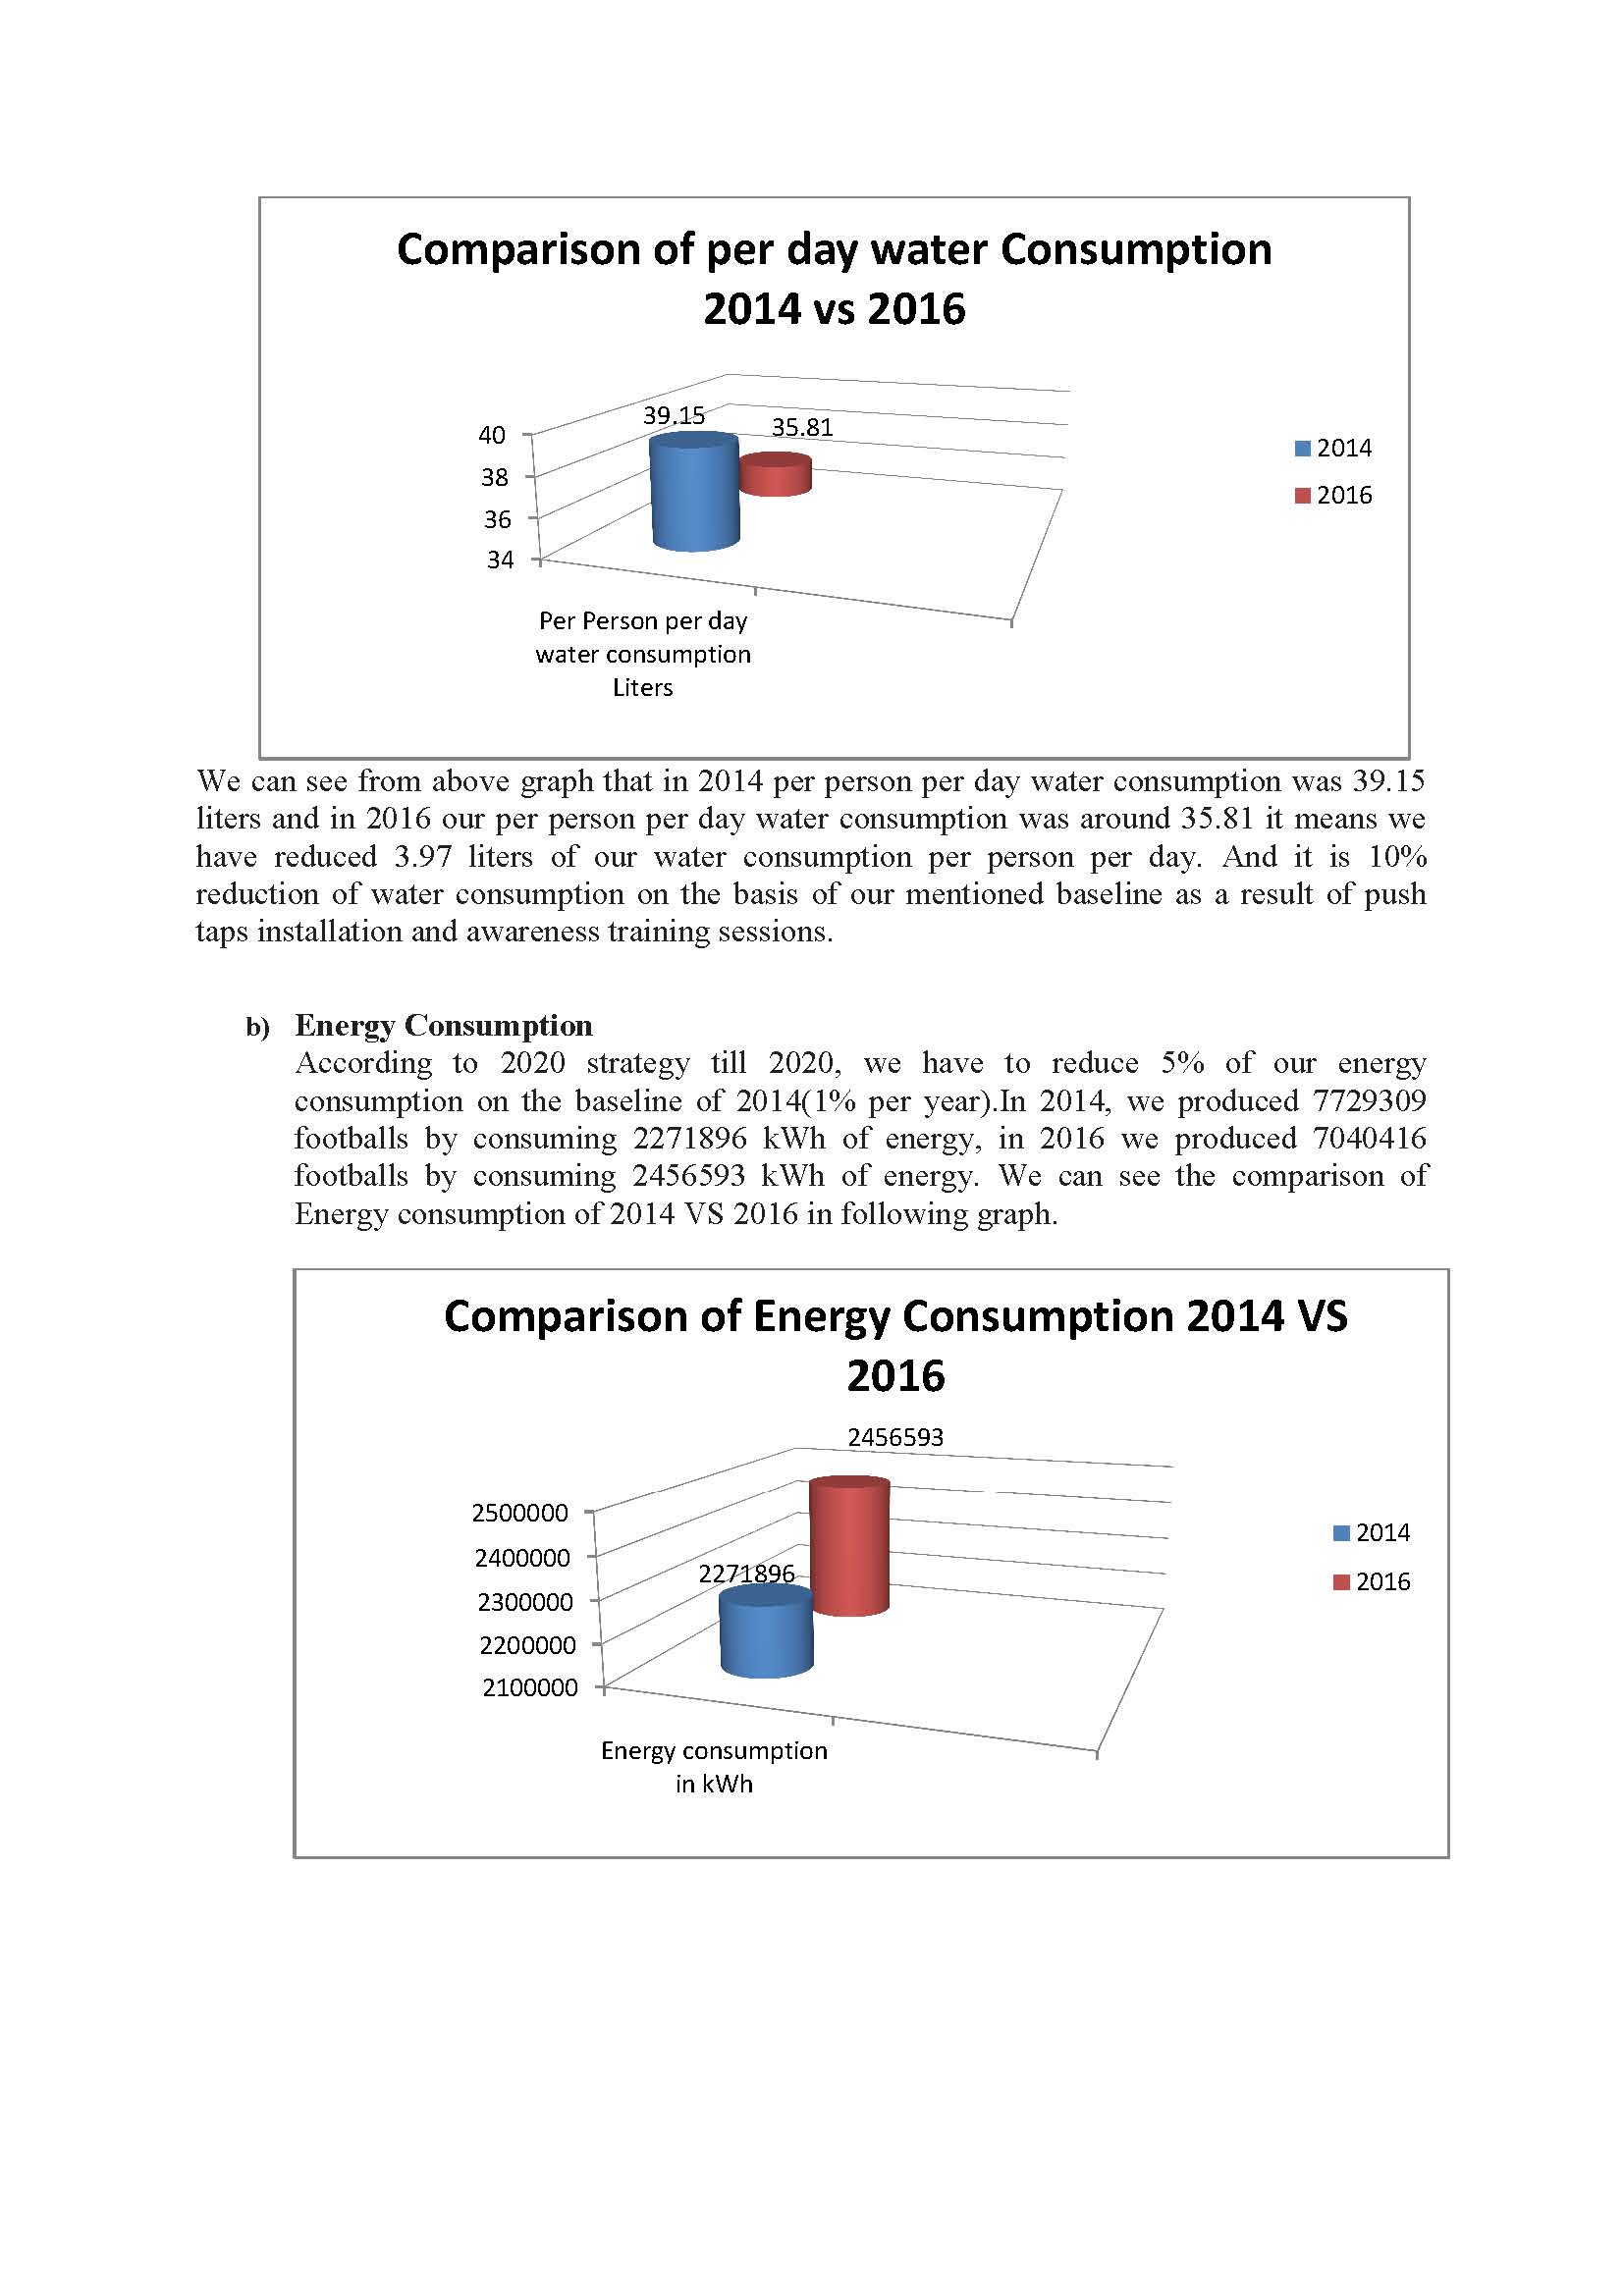 Comparison of per day water Consumption
2014 vs 2016
39.15
35.81
40
38
36
34
2014
2016
Per Person per day
water consumption
Liters
We can see from above graph that in 2014 per person per day water consumption was 39.15
liters and in 2016 our per person per day water consumption was around 35.81 it means we
have reduced 3.97 liters of our water consumption per person per day. And it is 10%
reduction of water consumption on the basis of our mentioned baseline as a result of push
taps installation and awareness training sessions.
b) Energy Consumption
According to 2020 strategy till 2020, we have to reduce 5% of our energy
consumption on the baseline of 2014(1% per year).In 2014, we produced 7729309
footballs by consuming 2271896 kWh of energy, in 2016 we produced 7040416
footballs by consuming 2456593 kWh of energy. We can see the comparison of
Energy consumption of 2014 VS 2016 in following graph.
Comparison of Energy Consumption 2014 VS
2016
2456593
2271896
2500000
2400000
2300000
2200000
2100000
2014
2016
Energy consumption
in kWh